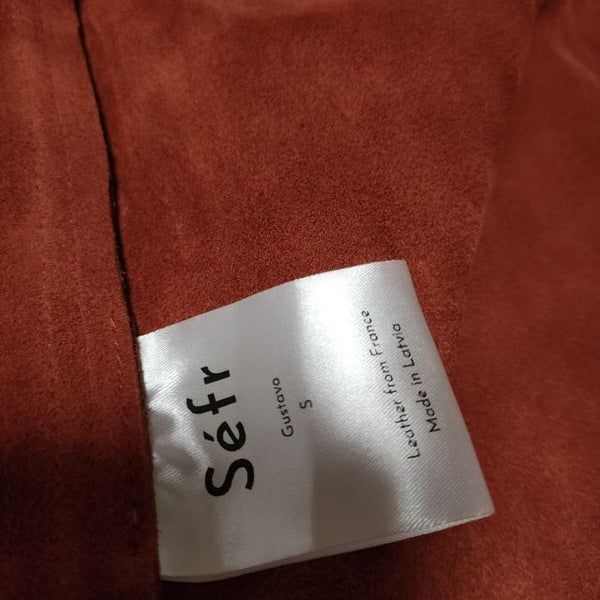 Séfr
Gustavo
S
Leather from France
Made in Latvia